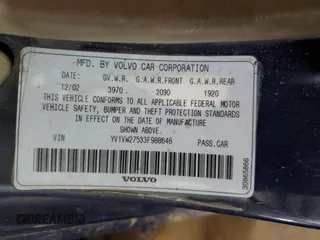 MFD. BY VOLVO CAR CORPORATION
DATE: GV.W.R. G.A.W.R.FRONT G.A.W.R.REAR
12/02 3970. 2090 1920
THIS VEHICLE CONFORMS TO ALL APPLICABLE FEDERAL MOTOR
VEHICLE SAFETY, BUMPER AND THEFT PROTECTION STANDARDS
IN EFFECT ON THE DATE OF MANUFACTURE
SHOWN ABOVE.
VIN YV1VW27533F988646 PASS.CAR
VOLVO
30865866
DREAMBID